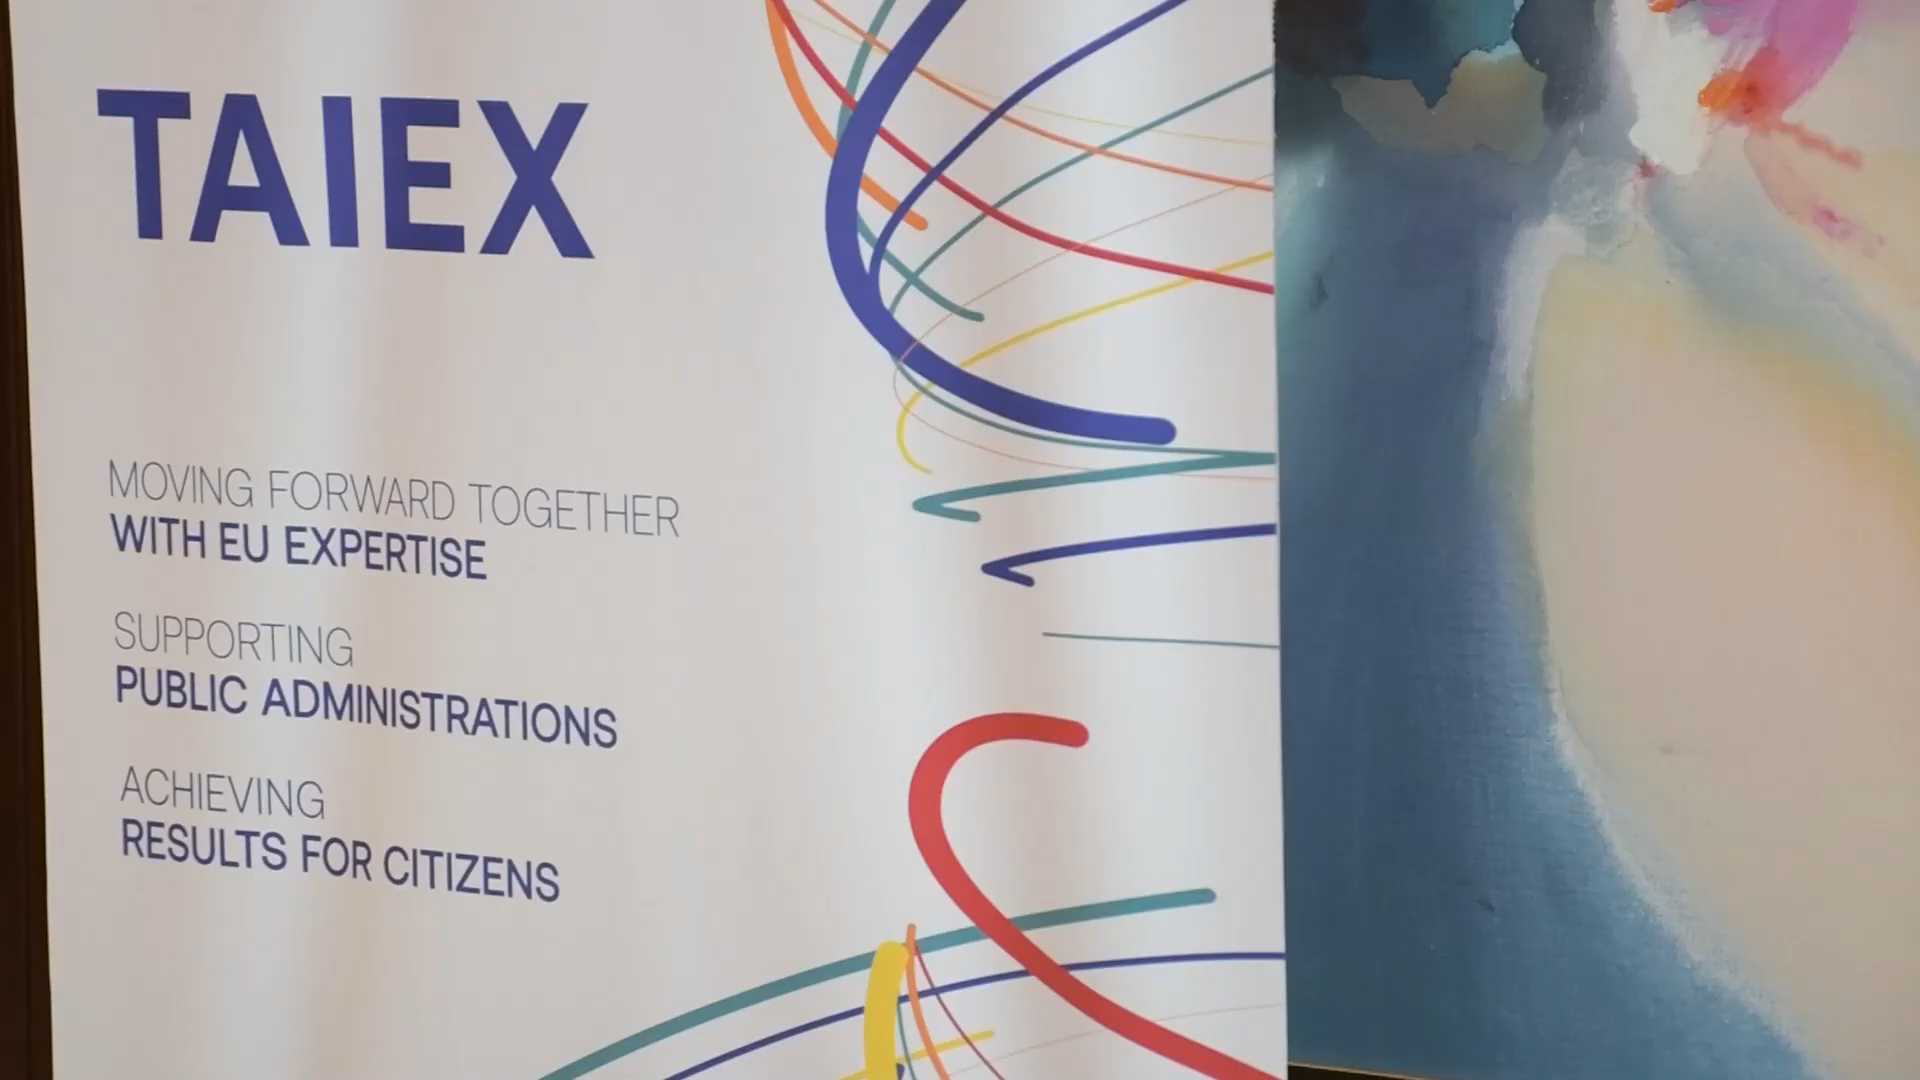 TAIEX
MOVING FORWARD TOGETHER
WITH EU EXPERTISE
SUPPORTING
PUBLIC ADMINISTRATIONS
ACHIEVING
RESULTS FOR CITIZENS